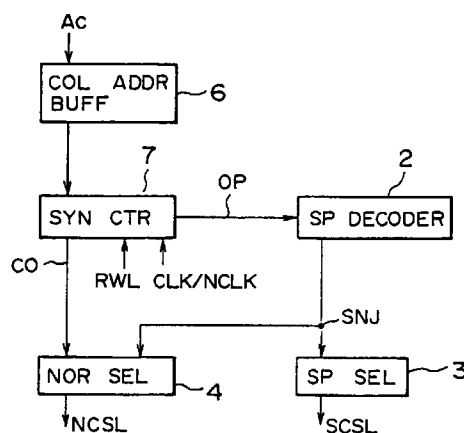 Ac
COL ADDR
BUFF
6
7
OP
2
SYN CTR
SP DECODER
CO
RWL CLK/NCLK
SNJ
NOR SEL
4
SP SEL
3
NCSL
SCSL